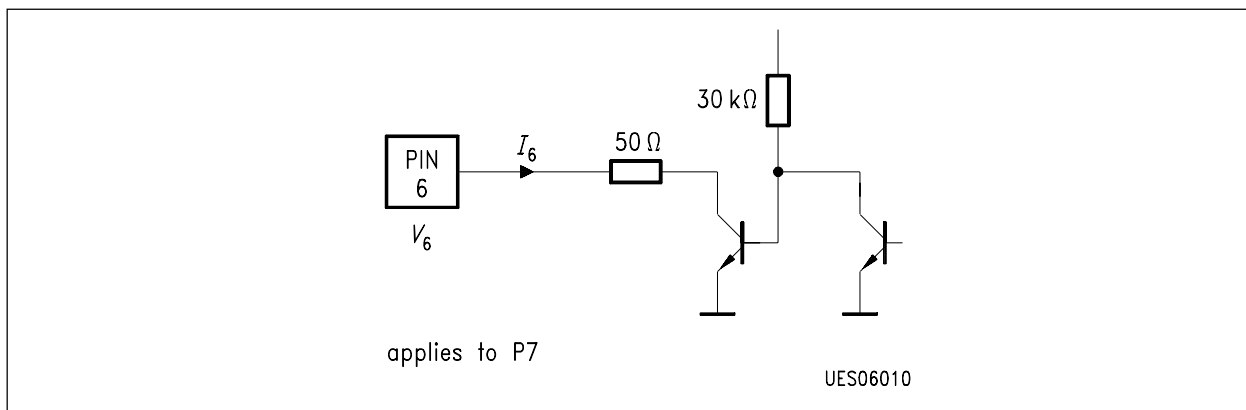 30 kΩ
50 Ω
I6
PIN
6
V6
applies to P7
UES06010